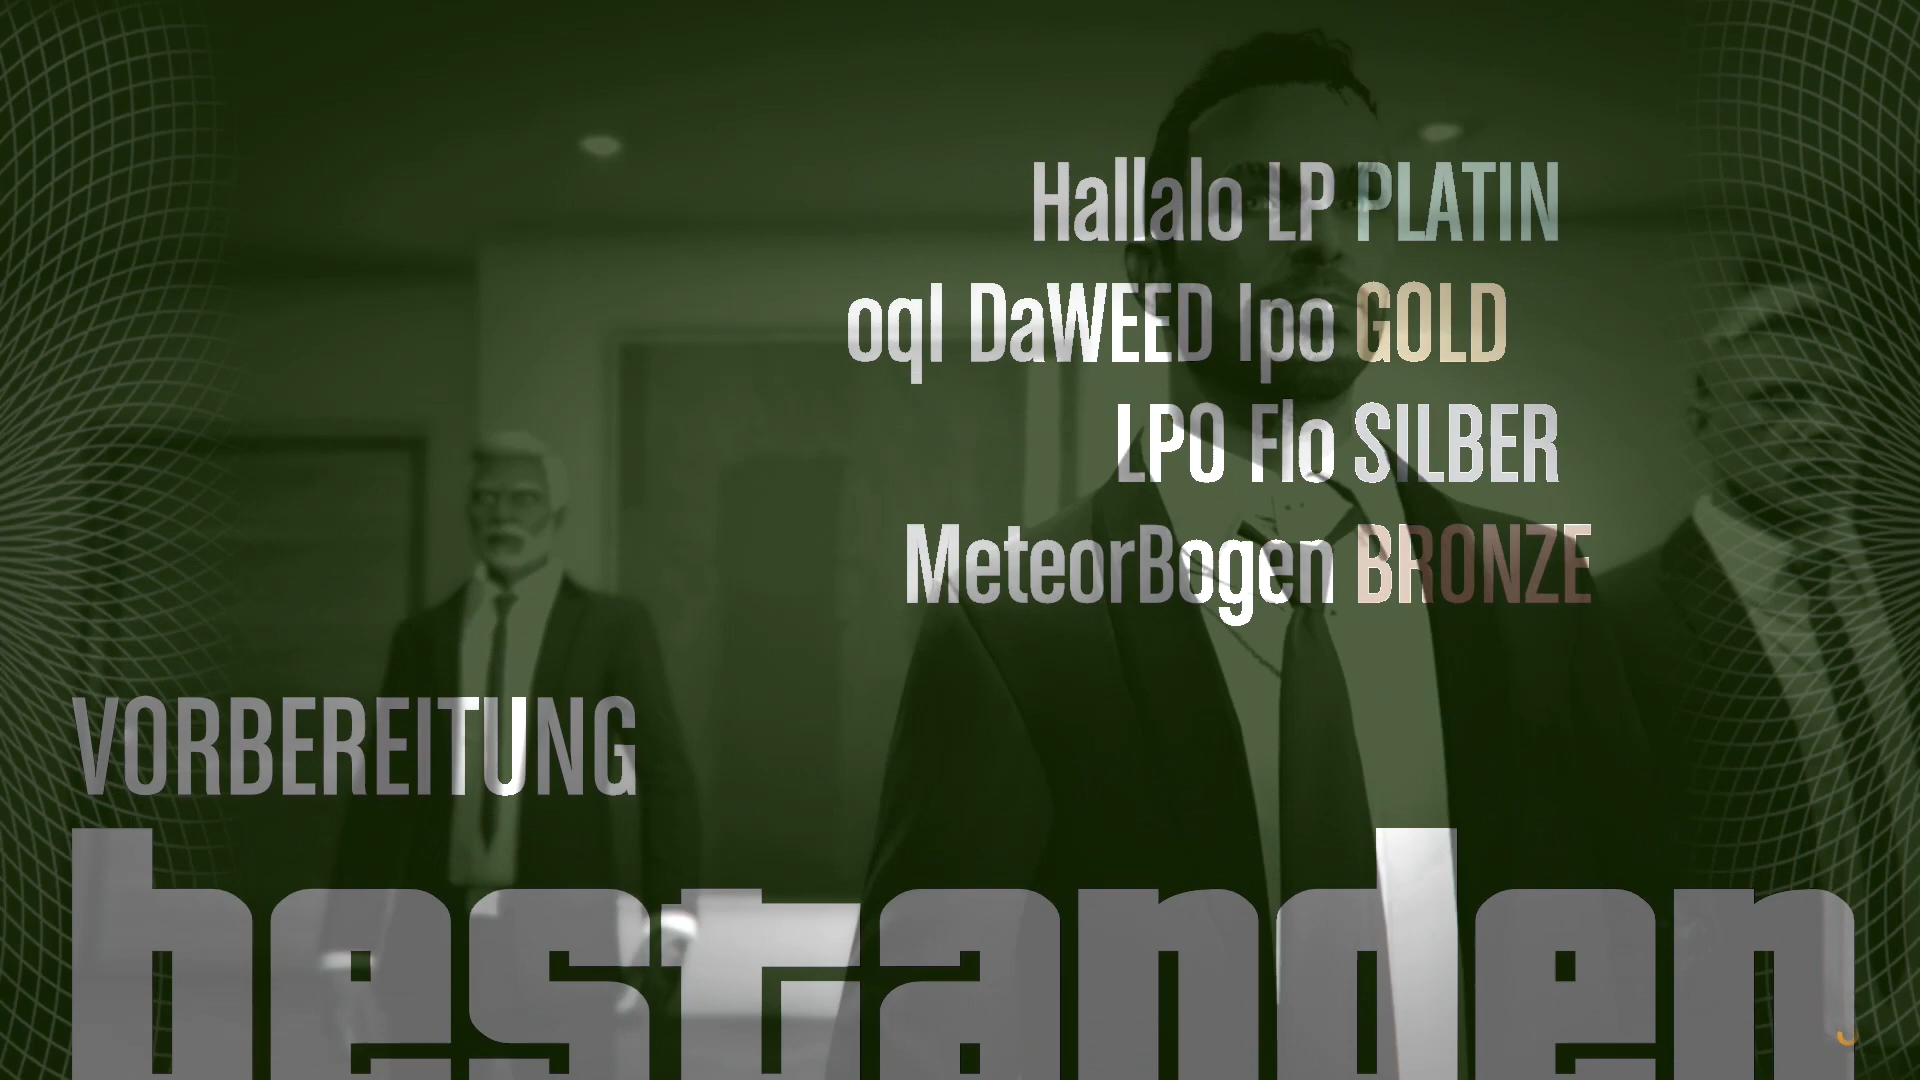 Hallalo LP PLATIN
oql DaWEED lpo GOLD
LPO Flo SILBER
MeteorBogen BRONZE
VORBEREITUNG
bestanden